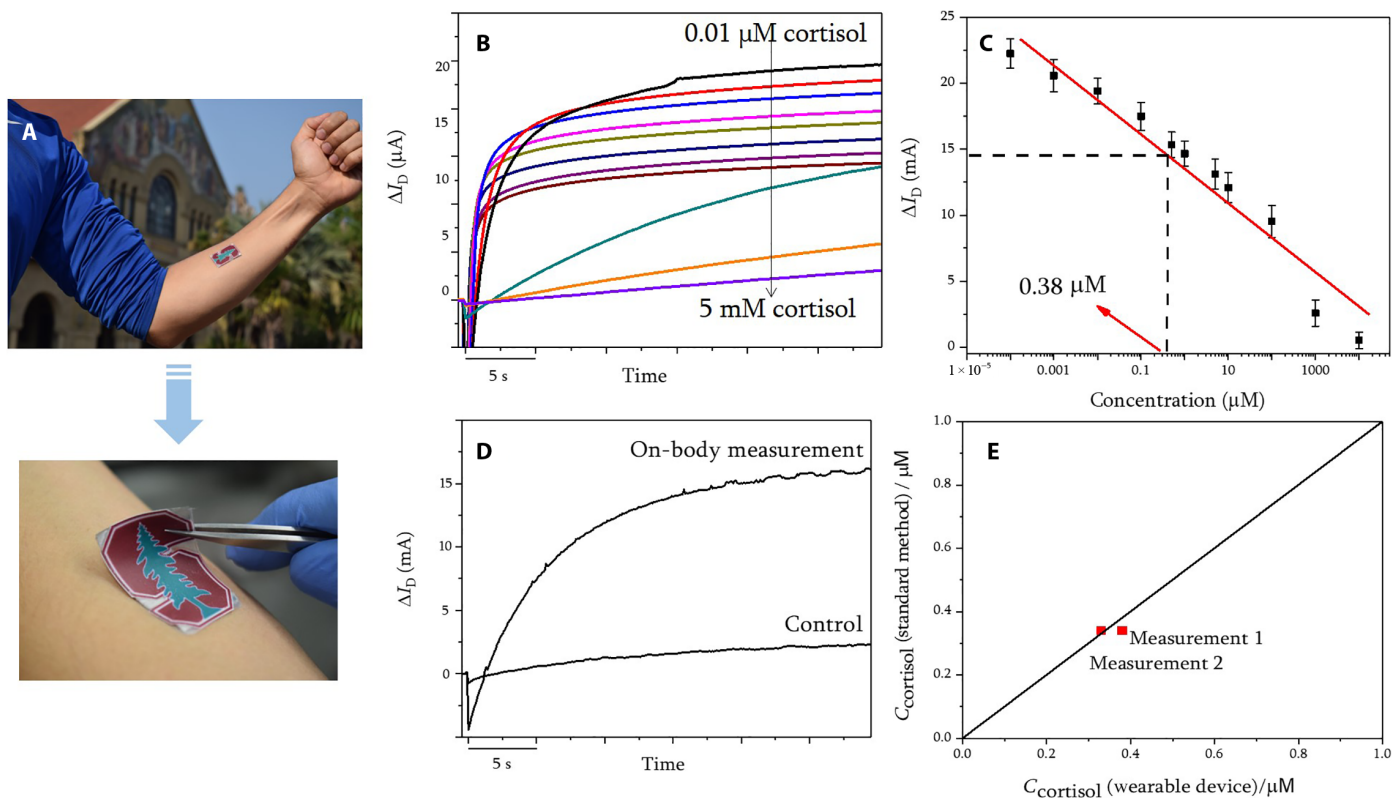 A
B
0.01 μM cortisol
20
15
10
5
0
ΔI_D (μA)
5 mM cortisol
5 s
Time
C
25
20
15
10
5
0
ΔI_D (mA)
0.38 μM
1 × 10⁻⁵
0.001
0.1
10
1000
Concentration (μM)
D
On-body measurement
Control
15
10
5
0
ΔI_D (mA)
5 s
Time
E
1.0
0.8
0.6
0.4
0.2
0.0
C_cortisol (standard method) / μM
Measurement 1
Measurement 2
0.0
0.2
0.4
0.6
0.8
1.0
C_cortisol (wearable device)/μM